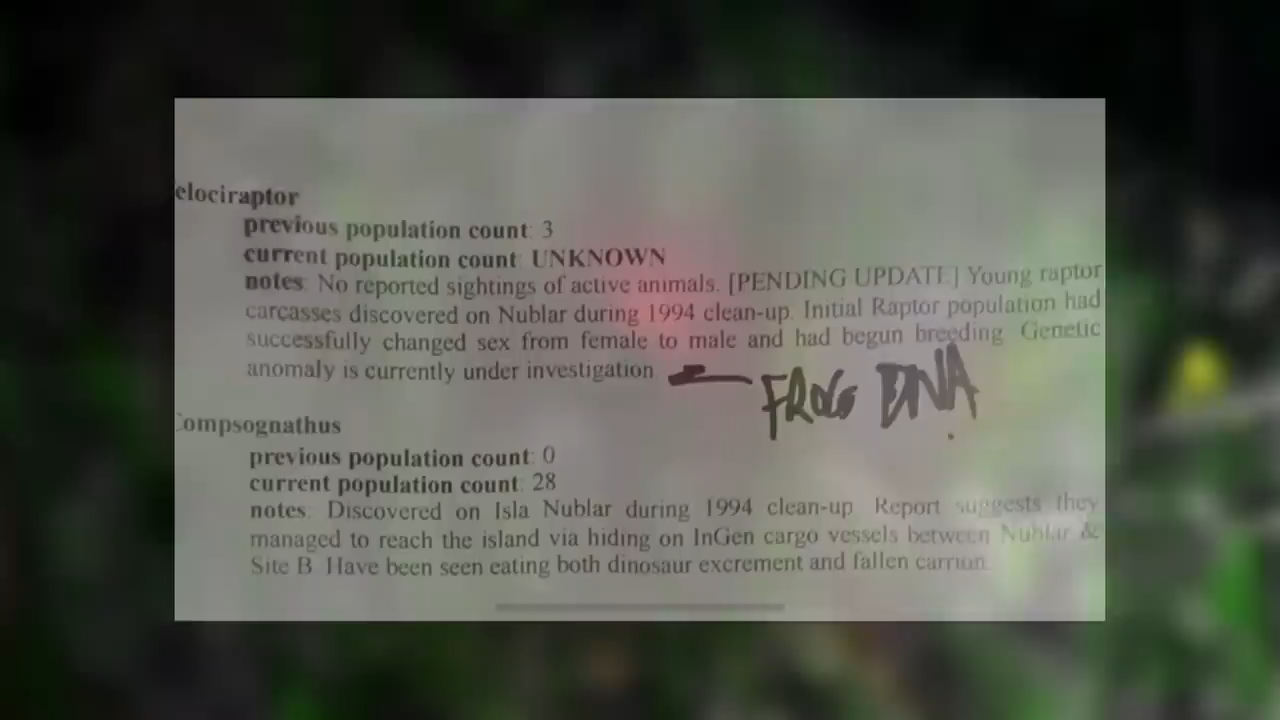 elociraptor
previous population count: 3
current population count: UNKNOWN
notes: No reported sightings of active animals. [PENDING UPDATE] Young raptor
carcasses discovered on Nublar during 1994 clean-up. Initial Raptor population had
successfully changed sex from female to male and had begun breeding. Genetic
anomaly is currently under investigation
FROG DNA
ompsognathus
previous population count: 0
current population count: 28
notes: Discovered on Isla Nublar during 1994 clean-up. Report suggests they
managed to reach the island via hiding on InGen cargo vessels between Nublar &
Site B. Have been seen eating both dinosaur excrement and fallen carrion.